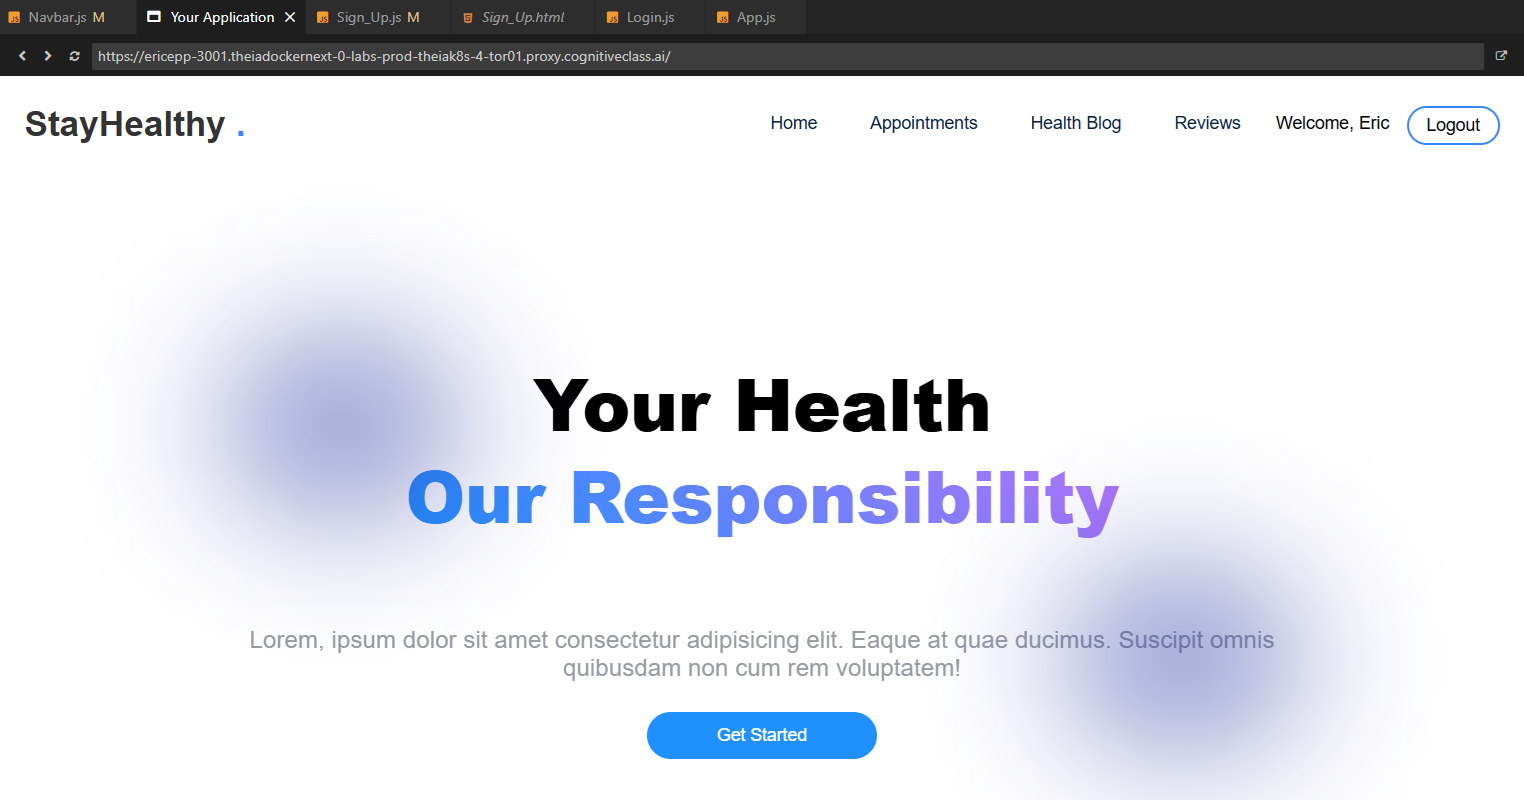 Navbar.js M Your Application Sign_Up.js M Sign_Up.html Login.js App.js
https://ericepp-3001.theiadockernext-0-labs-prod-theiak8s-4-tor01.proxy.cognitiveclass.ai/
StayHealthy . Home Appointments Health Blog Reviews Welcome, Eric Logout
Your Health
Our Responsibility
Lorem, ipsum dolor sit amet consectetur adipisicing elit. Eaque at quae ducimus. Suscipit omnis
quibusdam non cum rem voluptatem!
Get Started